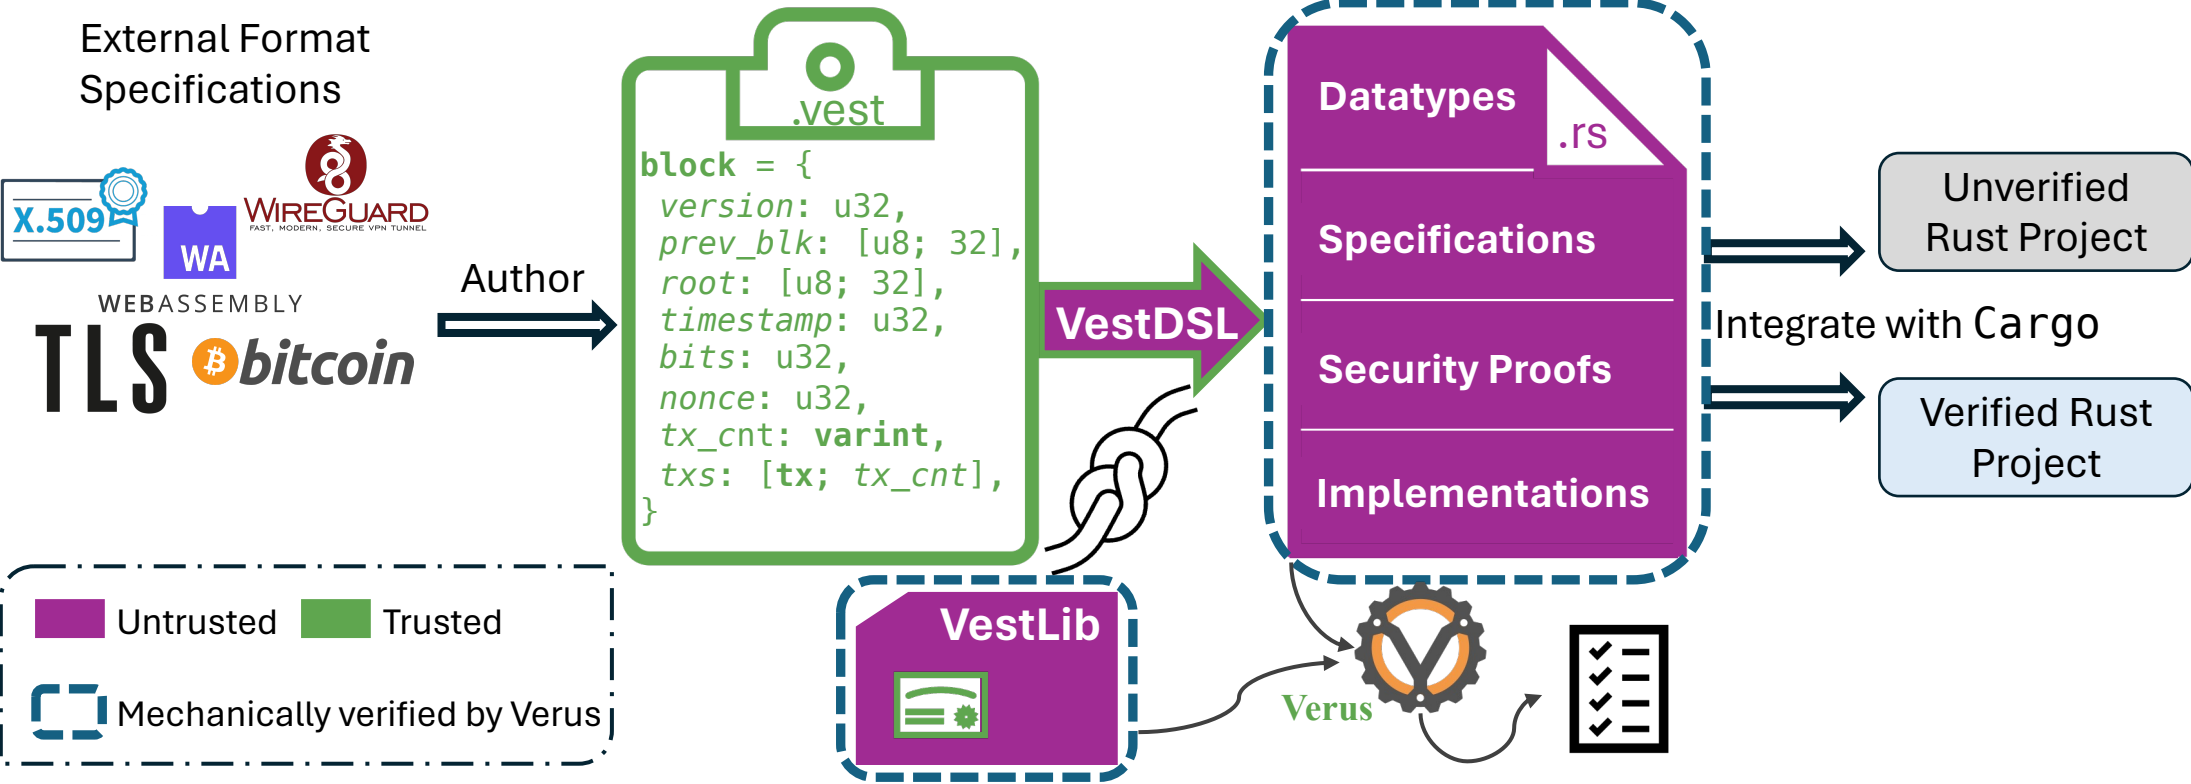 External Format
Specifications
X.509
WA
WEBASSEMBLY
WIREGUARD
FAST, MODERN, SECURE VPN TUNNEL
TLS
bitcoin
Author
.vest
block = {
version: u32,
prev_blk: [u8; 32],
root: [u8; 32],
timestamp: u32,
bits: u32,
nonce: u32,
tx_cnt: varint,
txs: [tx; tx_cnt],
}
VestDSL
.rs
Datatypes
Specifications
Security Proofs
Implementations
Unverified
Rust Project
Integrate with Cargo
Verified Rust
Project
Untrusted
Trusted
Mechanically verified by Verus
VestLib
Verus